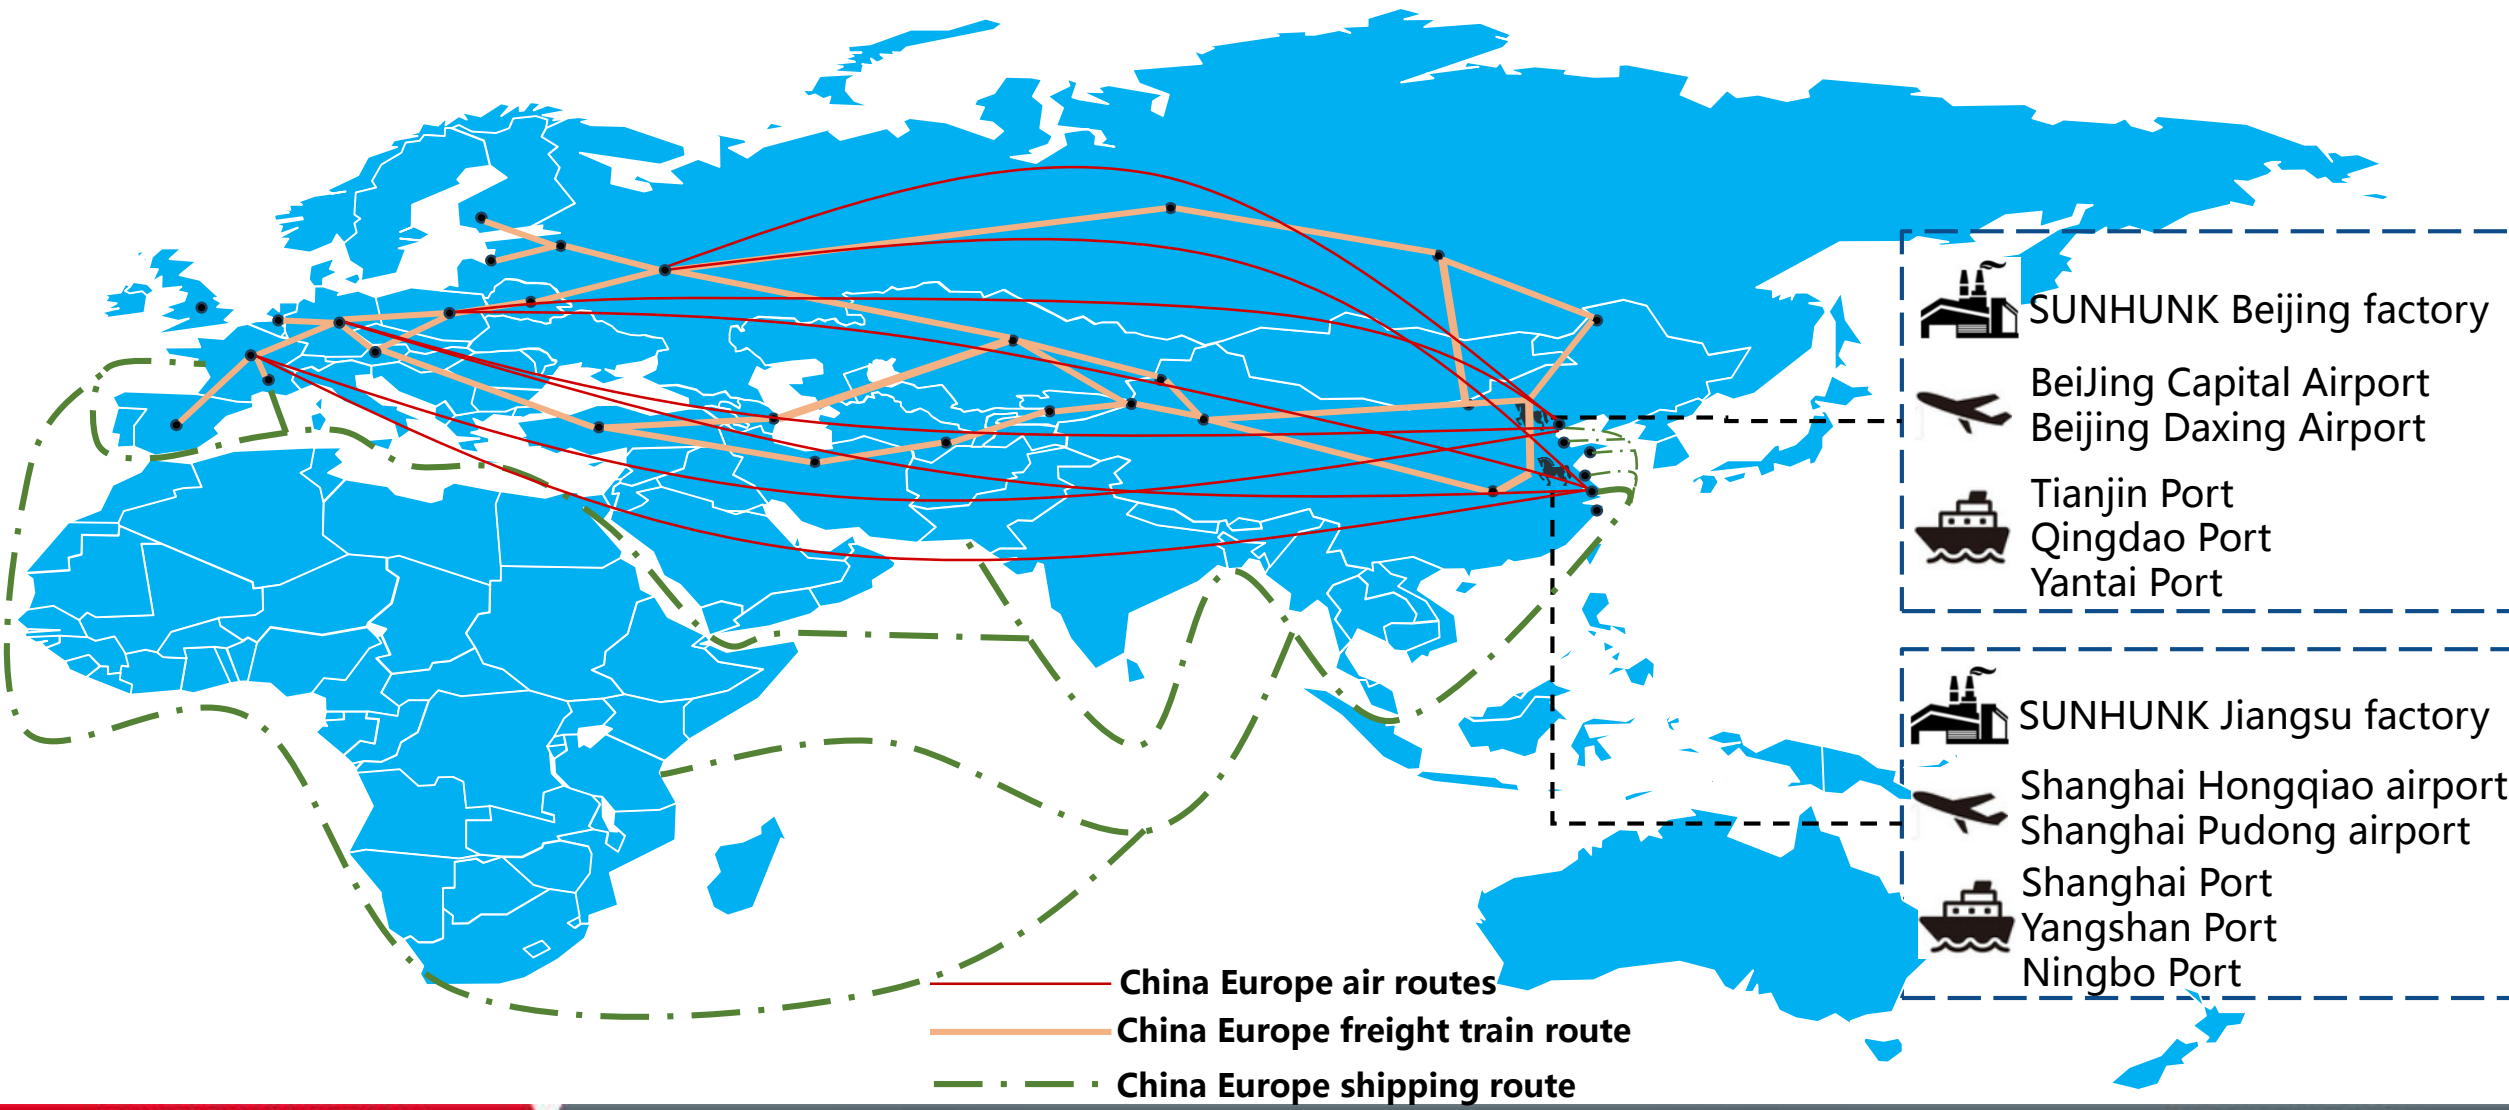 SUNHUNK Beijing factory
BeiJing Capital Airport
Beijing Daxing Airport
Tianjin Port
Qingdao Port
Yantai Port
SUNHUNK Jiangsu factory
Shanghai Hongqiao airport
Shanghai Pudong airport
Shanghai Port
Yangshan Port
Ningbo Port
China Europe air routes
China Europe freight train route
China Europe shipping route